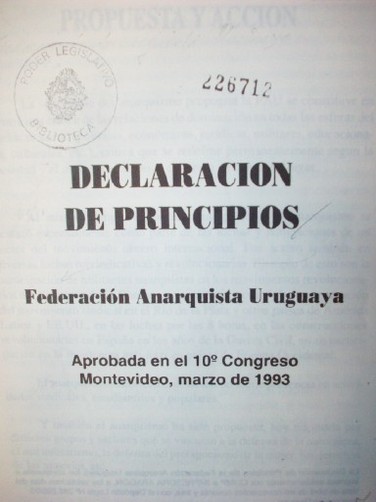 PROPUESTA Y ACCION
PODER LEGISLATIVO
BIBLIOTECA
226712
DECLARACION
DE PRINCIPIOS
Federación Anarquista Uruguaya
Aprobada en el 10º Congreso
Montevideo, marzo de 1993